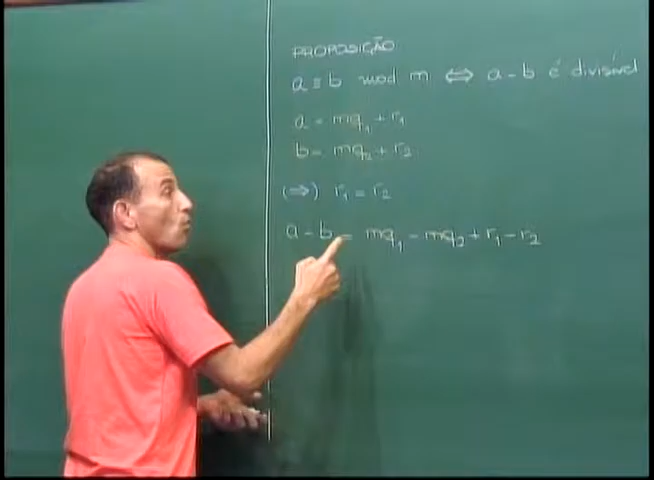 PROPOSIÇÃO
a ≡ b mod m ⟺ a - b é divisível
a = mq₁ + r₁
b = mq₂ + r₂
(⇒) r₁ = r₂
a - b = mq₁ - mq₂ + r₁ - r₂